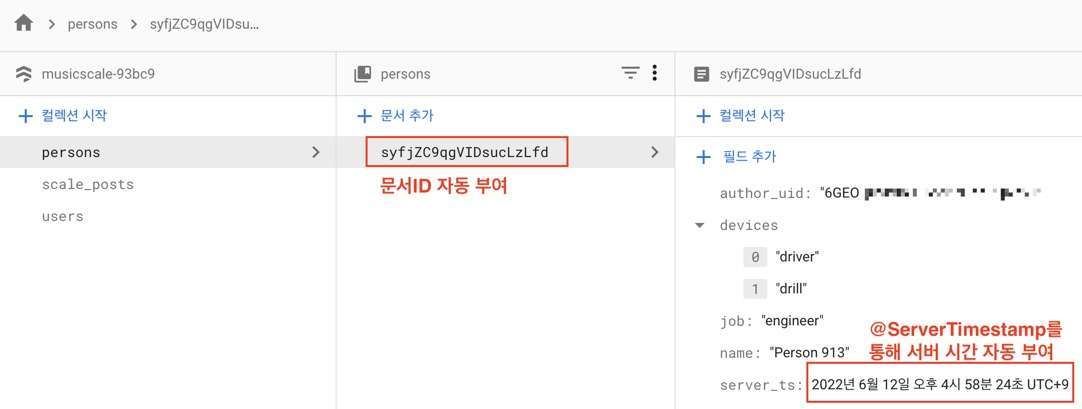 persons
syfjZC9qgVIDsu…
musicscale-93bc9
persons
syfjZC9qgVIDsucLzLfd
컬렉션 시작
문서 추가
컬렉션 시작
persons
syfjZC9qgVIDsucLzLfd
필드 추가
scale_posts
문서ID 자동 부여
users
author_uid: "6GEO
devices
0 "driver"
1 "drill"
job: "engineer"
@ServerTimestamp를
통해 서버 시간 자동 부여
name: "Person 913"
server_ts: 2022년 6월 12일 오후 4시 58분 24초 UTC+9